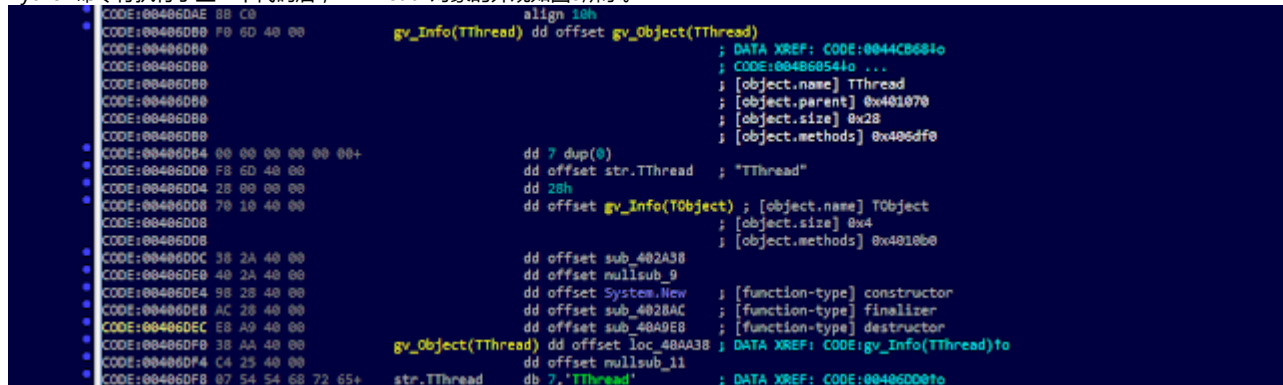 CODE:00406DAE 8B C0 align 10h
CODE:00406DB0 F0 6D 40 00 gv_Info(TThread) dd offset gv_Object(TThread)
CODE:00406DB0 ; DATA XREF: CODE:0044CB68↓o
CODE:00406DB0 ; CODE:004B6054↓o ...
CODE:00406DB0 ; [object.name] TThread
CODE:00406DB0 ; [object.parent] 0x401070
CODE:00406DB0 ; [object.size] 0x28
CODE:00406DB0 ; [object.methods] 0x406df0
CODE:00406DB4 00 00 00 00 00 00+ dd 7 dup(0)
CODE:00406DD0 F8 6D 40 00 dd offset str.TThread ; "TThread"
CODE:00406DD4 28 00 00 00 dd 28h
CODE:00406DD8 70 10 40 00 dd offset gv_Info(TObject) ; [object.name] TObject
CODE:00406DD8 ; [object.size] 0x4
CODE:00406DD8 ; [object.methods] 0x4010b0
CODE:00406DDC 38 2A 40 00 dd offset sub_402A38
CODE:00406DE0 40 2A 40 00 dd offset nullsub_9
CODE:00406DE4 98 28 40 00 dd offset System.New ; [function-type] constructor
CODE:00406DE8 AC 28 40 00 dd offset sub_4028AC ; [function-type] finalizer
CODE:00406DEC E8 A9 40 00 dd offset sub_40A9E8 ; [function-type] destructor
CODE:00406DF0 38 AA 40 00 gv_Object(TThread) dd offset loc_40AA38 ; DATA XREF: CODE:gv_Info(TThread)↑o
CODE:00406DF4 C4 25 40 00 dd offset nullsub_11
CODE:00406DF8 07 54 54 68 72 65+ str.TThread db 7,'TThread' ; DATA XREF: CODE:00406DD0↑o